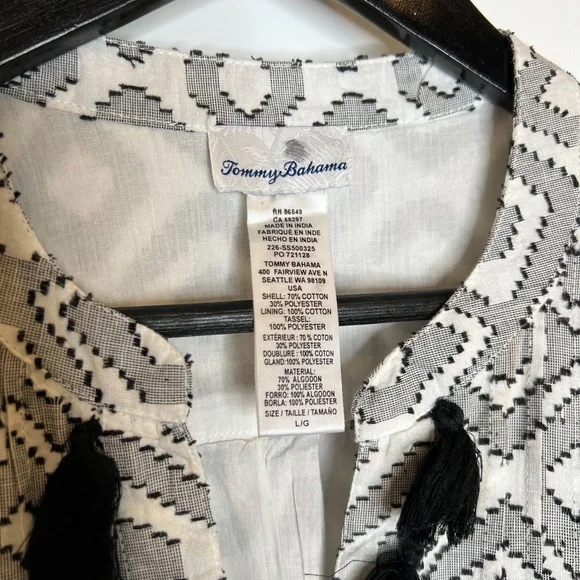 Tommy Bahama
RN 86549
CA 68297
MADE IN INDIA
FABRIQUÉ EN INDE
HECHO EN INDIA
226-SS500325
PO 721128
TOMMY BAHAMA
400 FAIRVIEW AVE N
SEATTLE WA 98109
USA
SHELL: 70% COTTON
30% POLYESTER
LINING: 100% COTTON
TASSEL:
100% POLYESTER
EXTÉRIEUR: 70 % COTON
30% POLYESTER
DOUBLURE : 100% COTON
GLAND:100% POLYESTER
MATERIAL:
70% ALGODON
30% POLIÉSTER
FORRO: 100% ALGODON
BORLA: 100% POLIÉSTER
SIZE / TAILLE / TAMAÑO
L/G